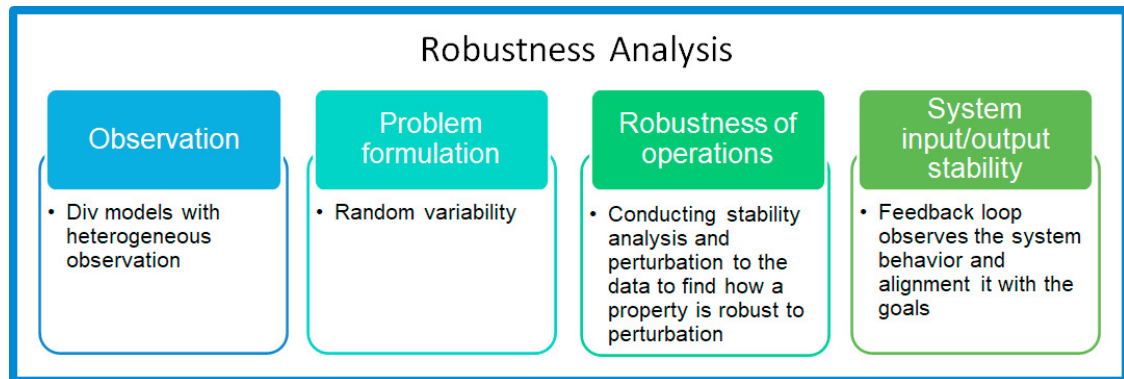 Robustness Analysis
Observation
• Div models with
heterogeneous
observation
Problem
formulation
• Random variability
Robustness of
operations
• Conducting stability
analysis and
perturbation to the
data to find how a
property is robust to
perturbation
System
input/output
stability
• Feedback loop
observes the system
behavior and
alignment it with the
goals